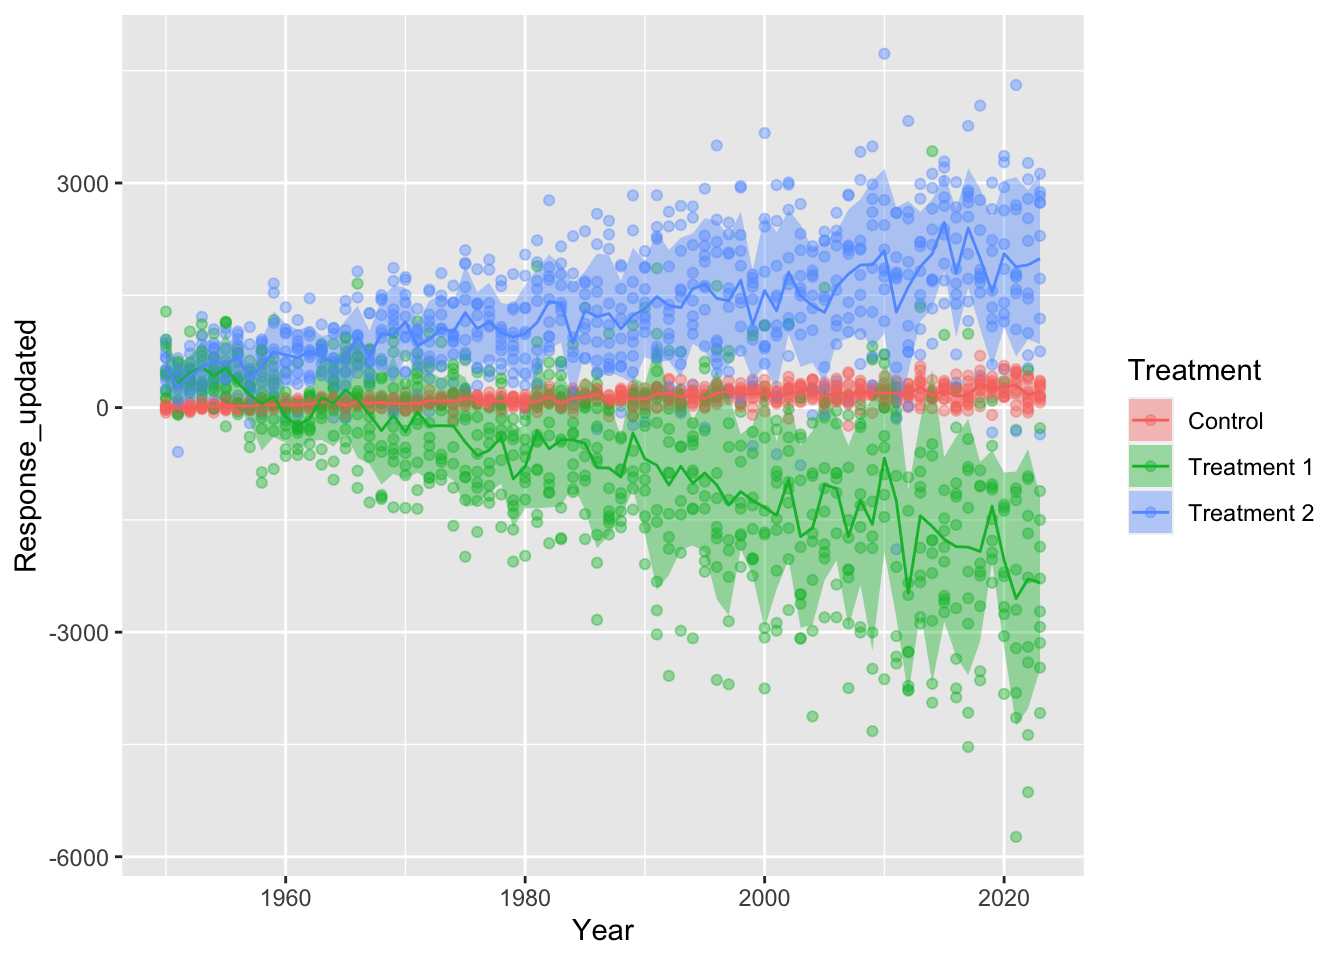 Response_updated
3000
0
-3000
-6000
1960 1980 2000 2020
Year
Treatment
Control
Treatment 1
Treatment 2